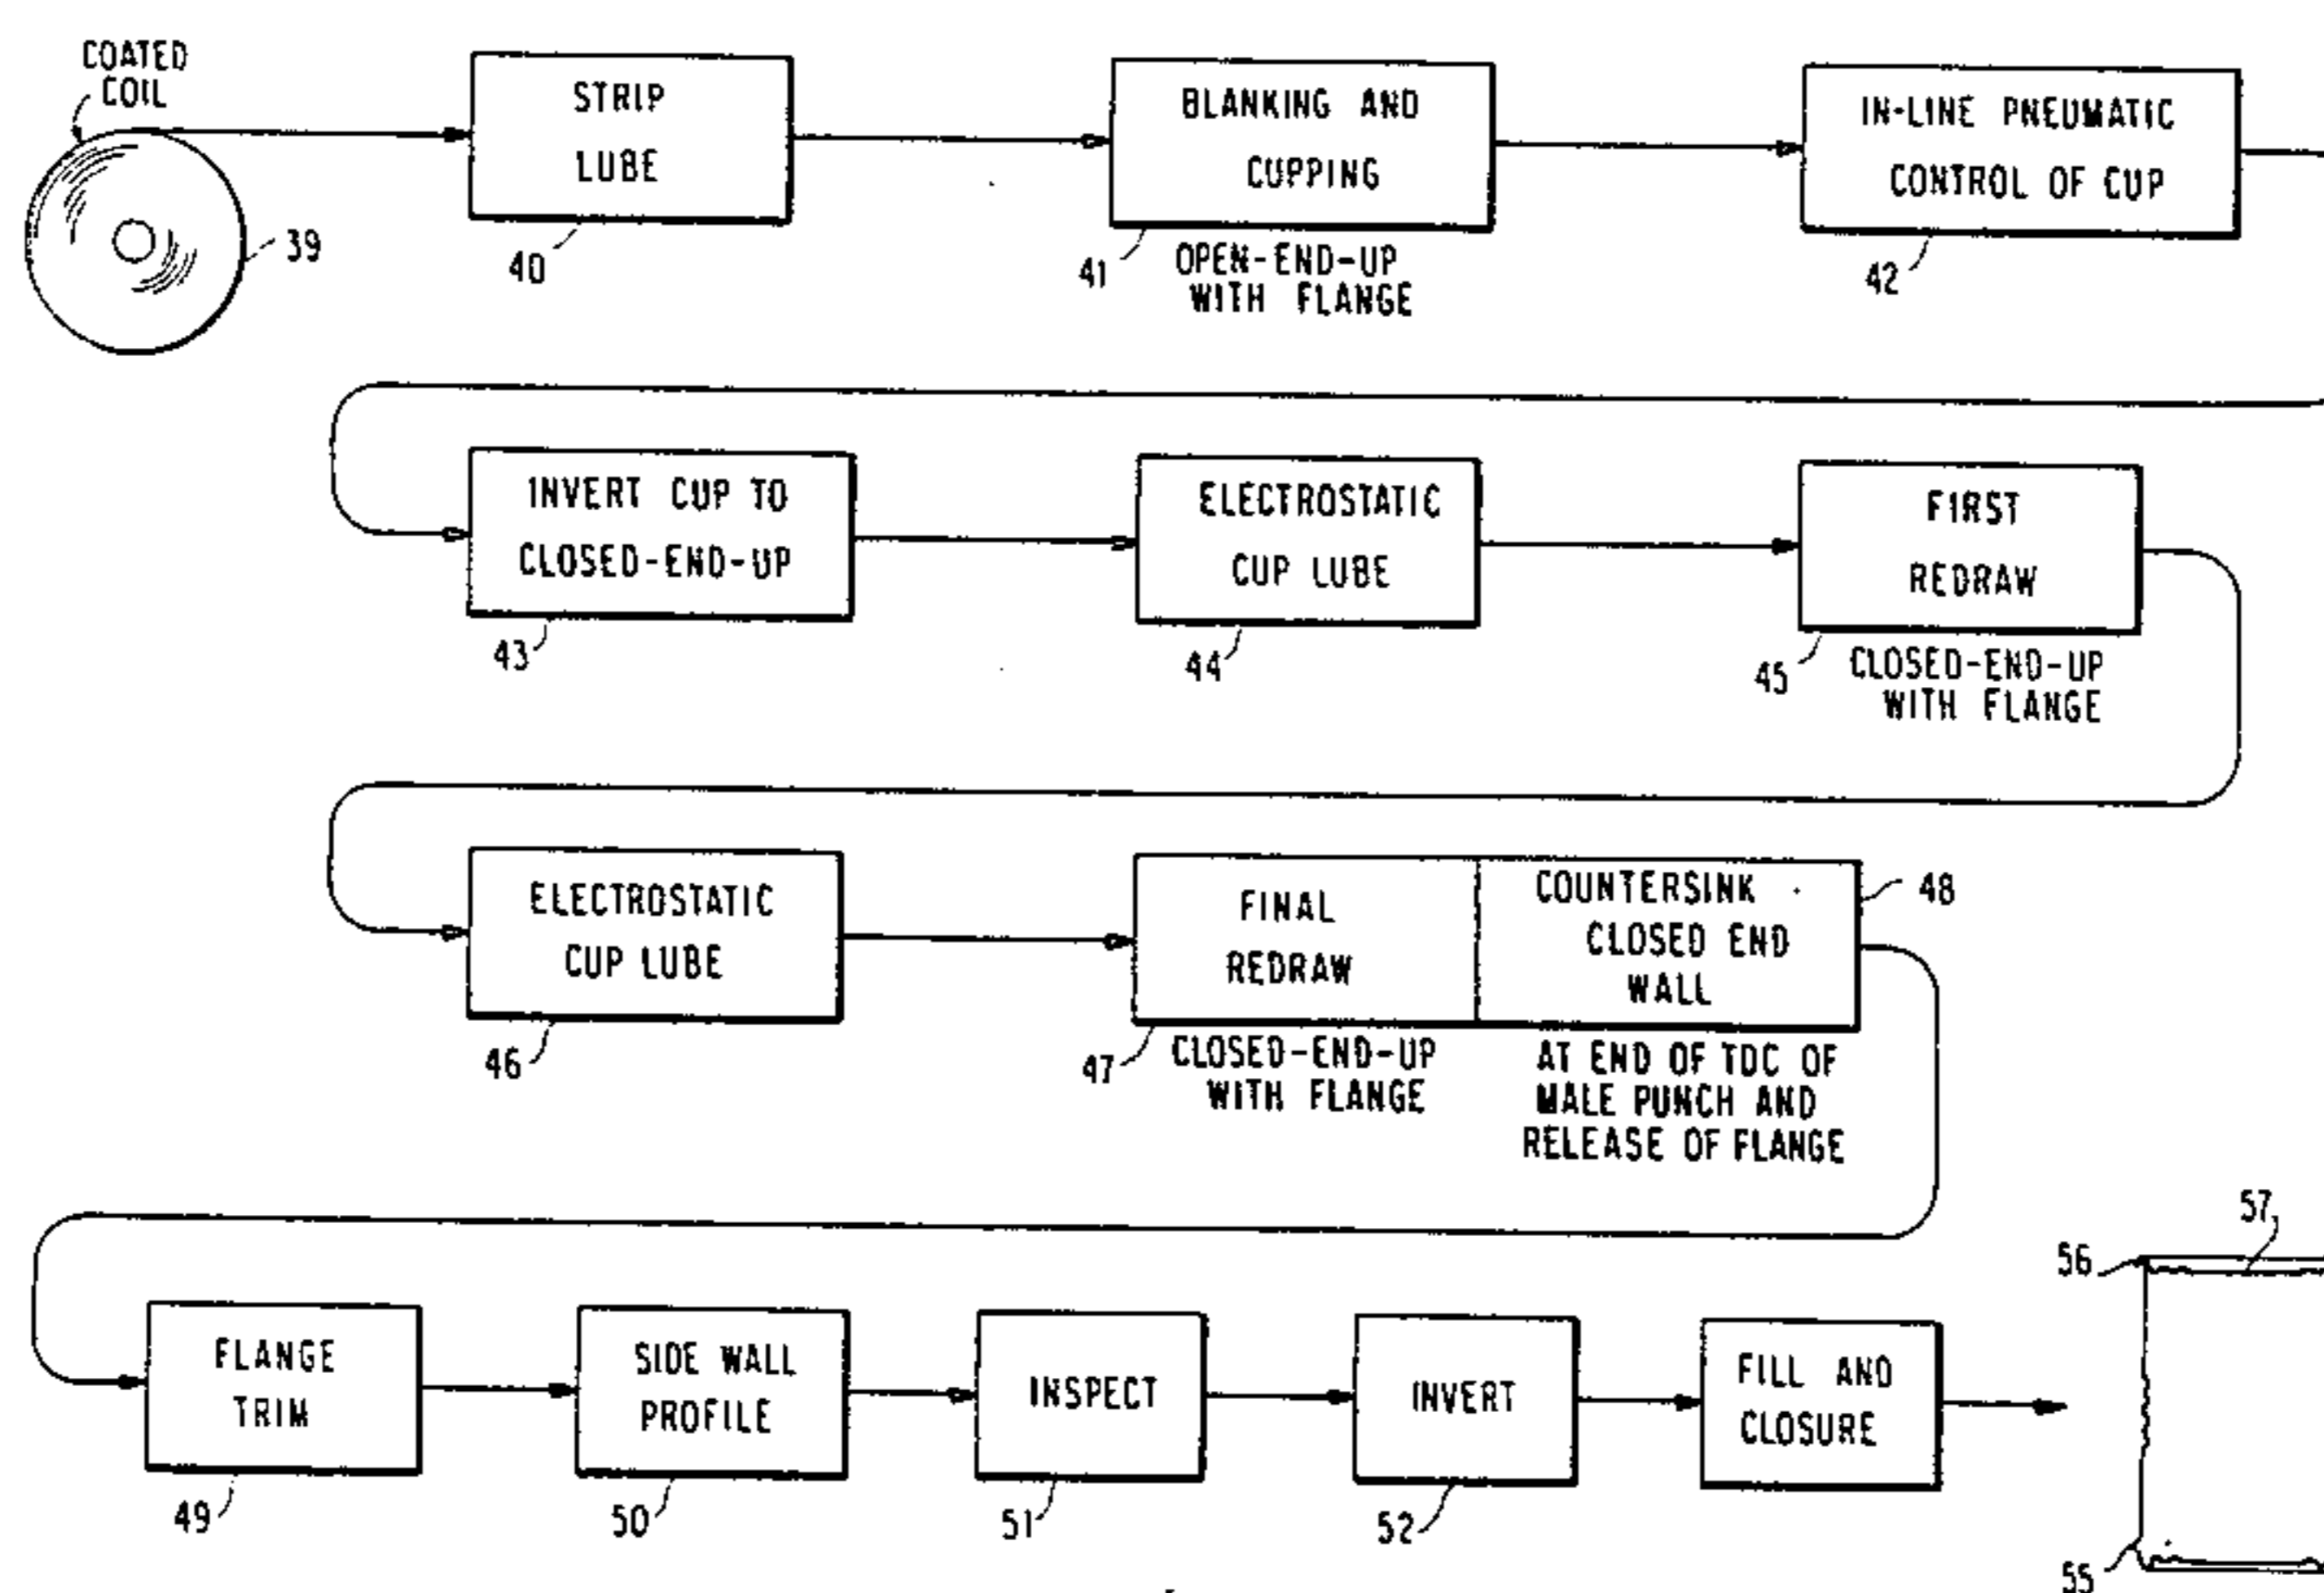 COATED
COIL
39
STRIP
LUBE
40
BLANKING AND
CUPPING
41
OPEN-END-UP
WITH FLANGE
IN-LINE PNEUMATIC
CONTROL OF CUP
42
INVERT CUP TO
CLOSED-END-UP
43
ELECTROSTATIC
CUP LUBE
44
FIRST
REDRAW
45
CLOSED-END-UP
WITH FLANGE
ELECTROSTATIC
CUP LUBE
46
FINAL
REDRAW
47
CLOSED-END-UP
WITH FLANGE
COUNTERSINK
CLOSED END
WALL
48
AT END OF TDC OF
MALE PUNCH AND
RELEASE OF FLANGE
FLANGE
TRIM
49
SIDE WALL
PROFILE
50
INSPECT
51
INVERT
52
FILL AND
CLOSURE
57
56
55